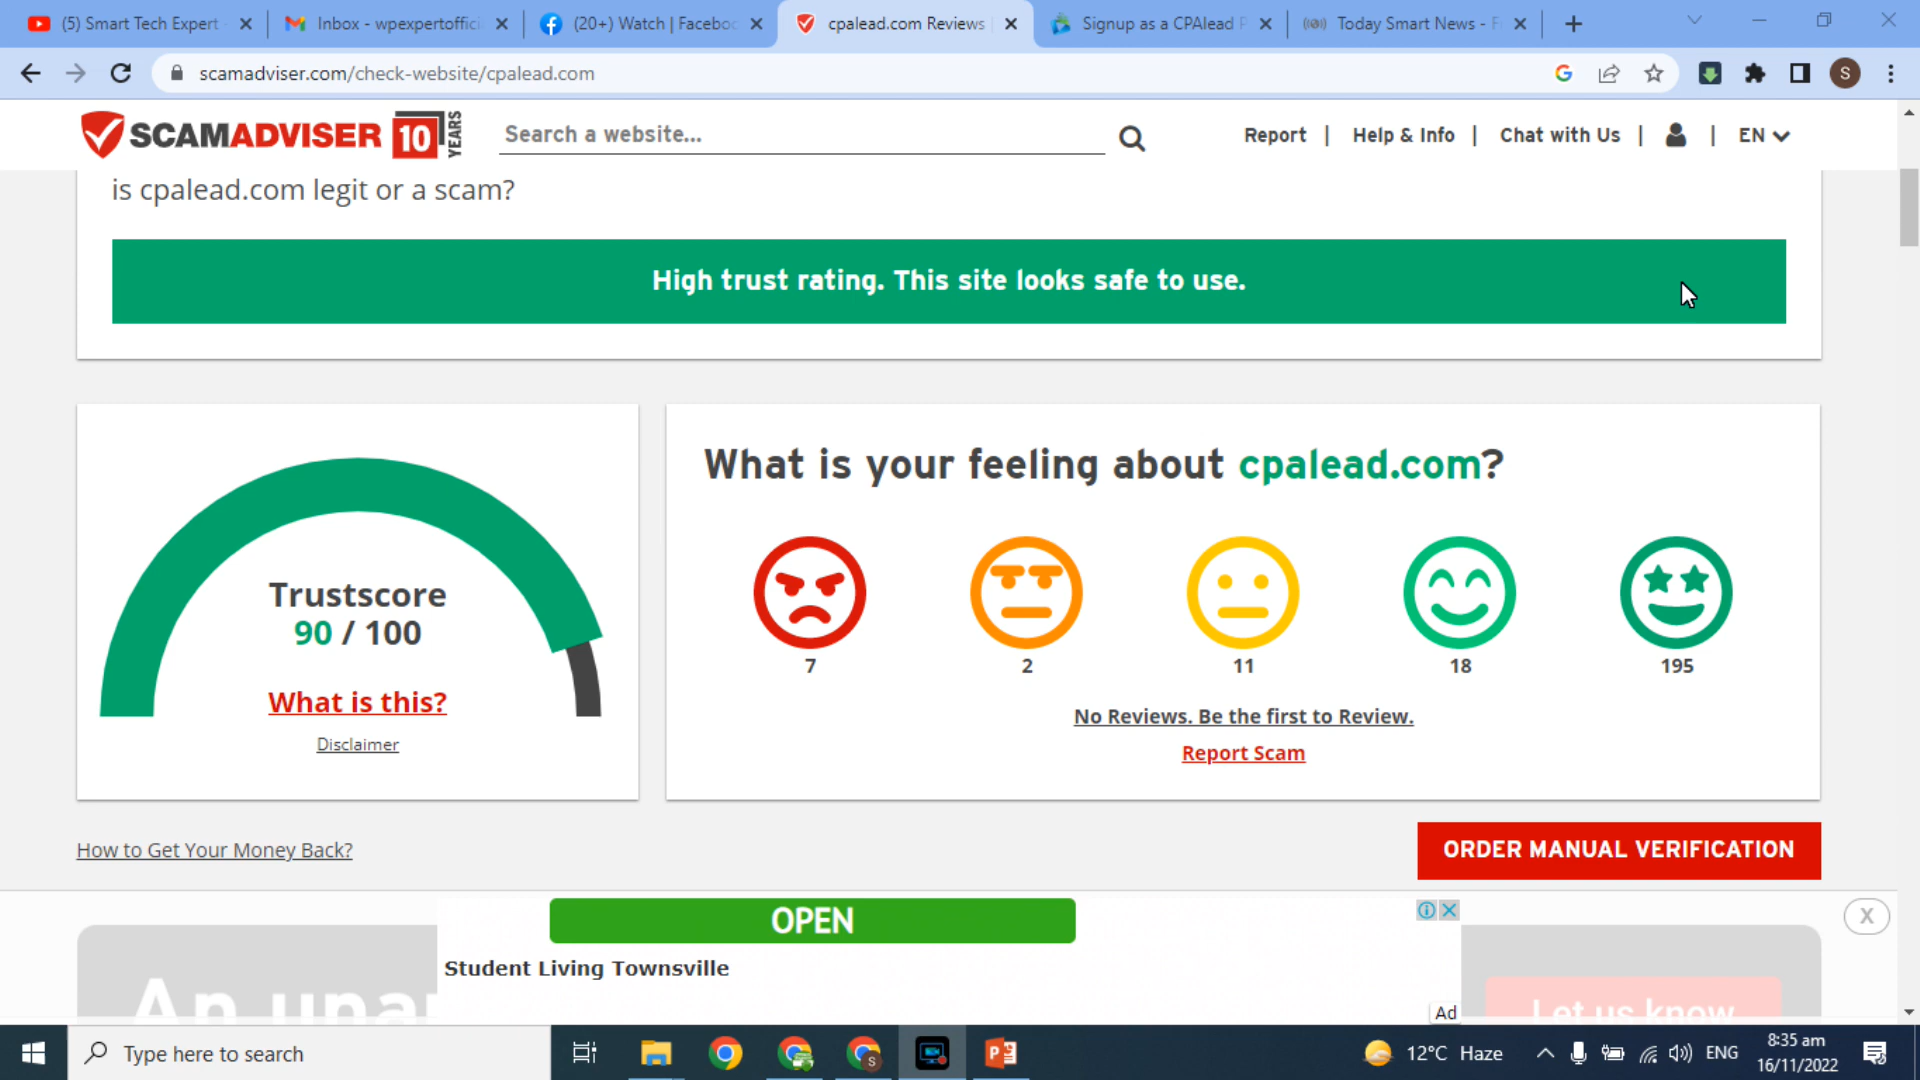 (5) Smart Tech Expert -
Inbox - wpexpertoffici
(20+) Watch | Faceboo
cpalead.com Reviews
Signup as a CPAlead P
Today Smart News - F
scamadviser.com/check-website/cpalead.com
S
SCAMADVISER 10 YEARS
Search a website...
Report | Help & Info | Chat with Us | | EN
is cpalead.com legit or a scam?
High trust rating. This site looks safe to use.
Trustscore
90 / 100
What is this?
Disclaimer
What is your feeling about cpalead.com?
7
2
11
18
195
No Reviews. Be the first to Review.
Report Scam
How to Get Your Money Back?
ORDER MANUAL VERIFICATION
OPEN
Student Living Townsville
Ad
X
An unpa
Let us know
Type here to search
12°C Haze
ENG
8:35 am
16/11/2022